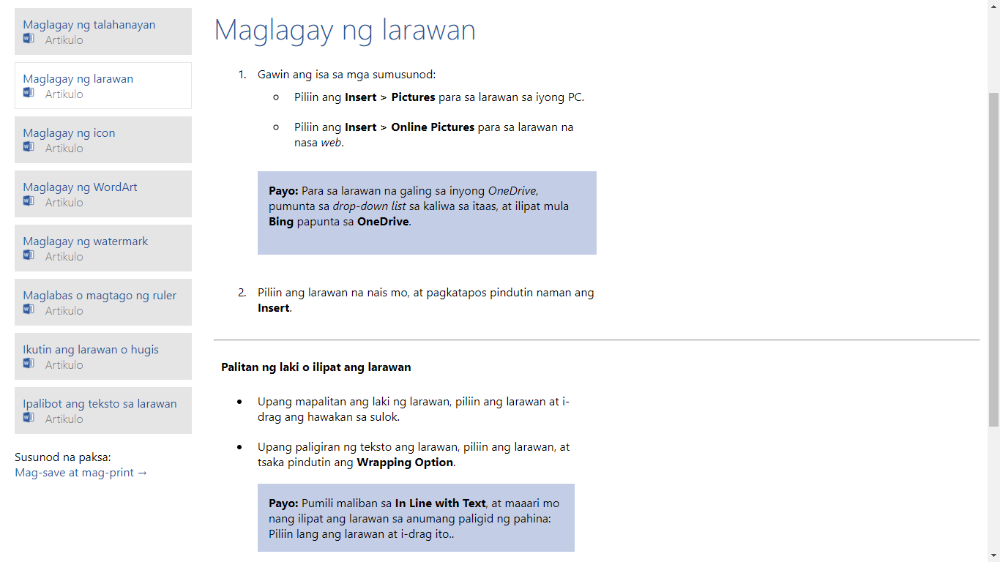 Maglagay ng talahanayan
Artikulo
Maglagay ng larawan
Artikulo
Maglagay ng icon
Artikulo
Maglagay ng WordArt
Artikulo
Maglagay ng watermark
Artikulo
Maglabas o magtago ng ruler
Artikulo
Ikutin ang larawan o hugis
Artikulo
Ipalibot ang teksto sa larawan
Artikulo
Susunod na paksa:
Mag-save at mag-print →
Maglagay ng larawan
1. Gawin ang isa sa mga sumusunod:
o Piliin ang Insert > Pictures para sa larawan sa iyong PC.
o Piliin ang Insert > Online Pictures para sa larawan na
nasa web.
Payo: Para sa larawan na galing sa inyong OneDrive,
pumunta sa drop-down list sa kaliwa sa itaas, at ilipat mula
Bing papunta sa OneDrive.
2. Piliin ang larawan na nais mo, at pagkatapos pindutin naman ang
Insert.
Palitan ng laki o ilipat ang larawan
• Upang mapalitan ang laki ng larawan, piliin ang larawan at i-
drag ang hawakan sa sulok.
• Upang paligiran ng teksto ang larawan, piliin ang larawan, at
tsaka pindutin ang Wrapping Option.
Payo: Pumili maliban sa In Line with Text, at maaari mo
nang ilipat ang larawan sa anumang paligid ng pahina:
Piliin lang ang larawan at i-drag ito..